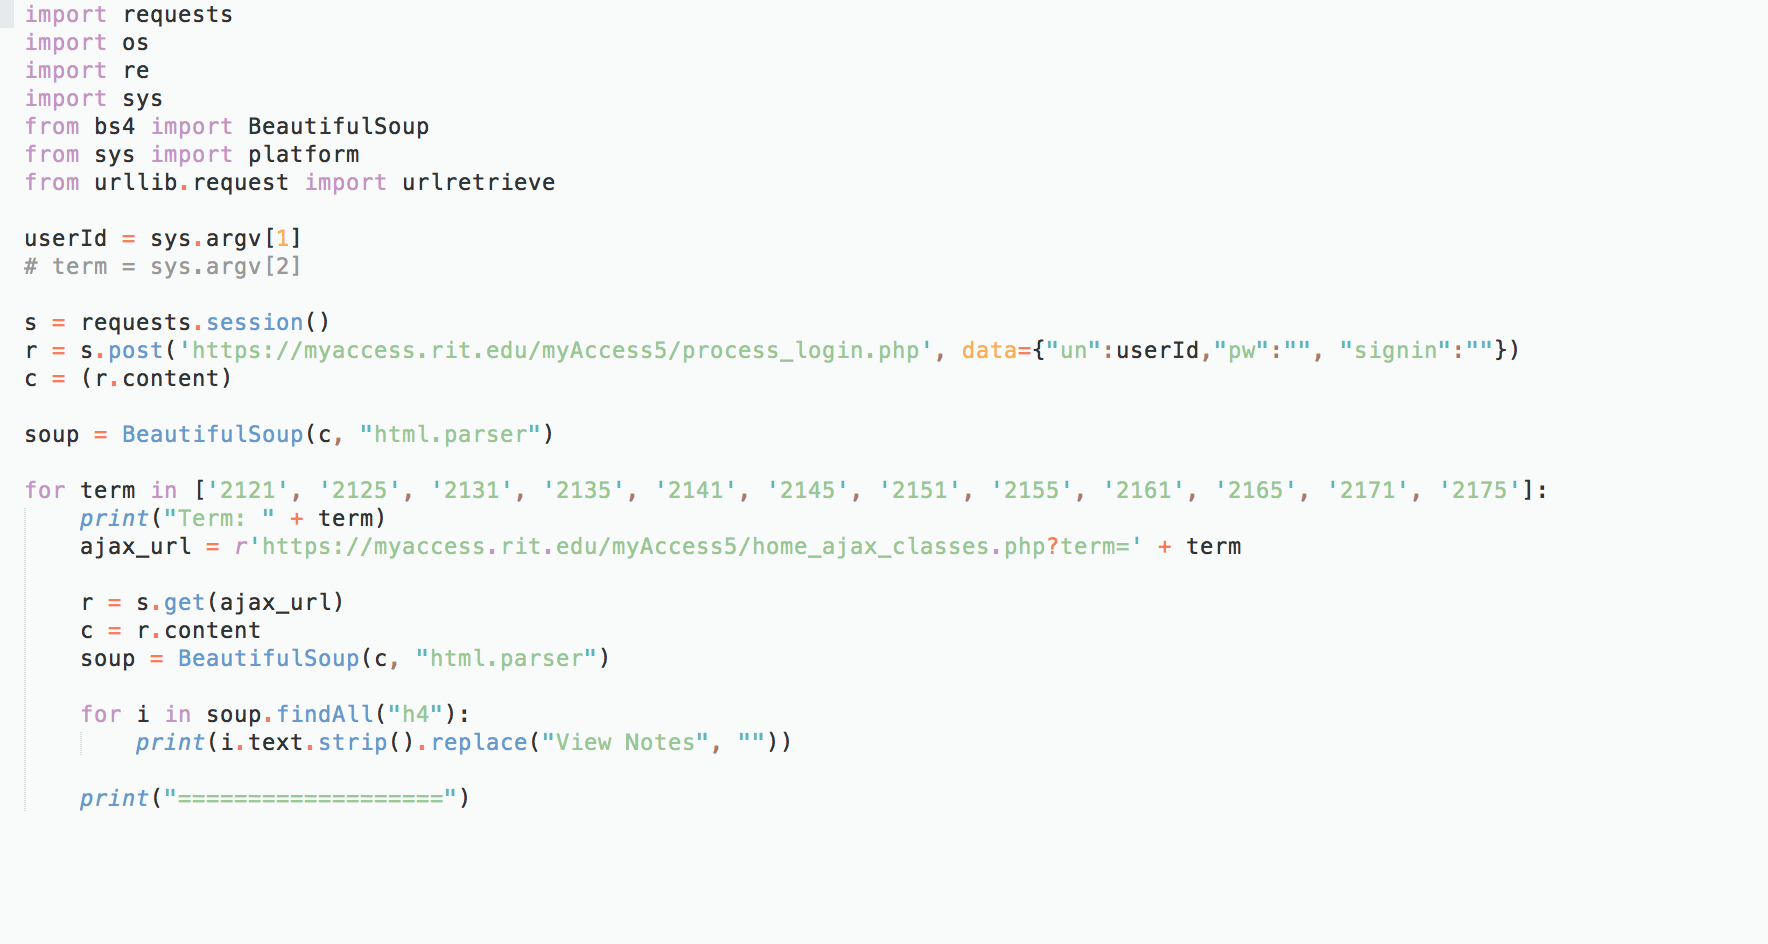 import requests
import os
import re
import sys
from bs4 import BeautifulSoup
from sys import platform
from urllib.request import urlretrieve

userId = sys.argv[1]
# term = sys.argv[2]

s = requests.session()
r = s.post('https://myaccess.rit.edu/myAccess5/process_login.php', data={"un":userId,"pw":"", "signin":""})
c = (r.content)

soup = BeautifulSoup(c, "html.parser")

for term in ['2121', '2125', '2131', '2135', '2141', '2145', '2151', '2155', '2161', '2165', '2171', '2175']:
    print("Term: " + term)
    ajax_url = r'https://myaccess.rit.edu/myAccess5/home_ajax_classes.php?term=' + term

    r = s.get(ajax_url)
    c = r.content
    soup = BeautifulSoup(c, "html.parser")

    for i in soup.findAll("h4"):
        print(i.text.strip().replace("View Notes", ""))

    print("===================")